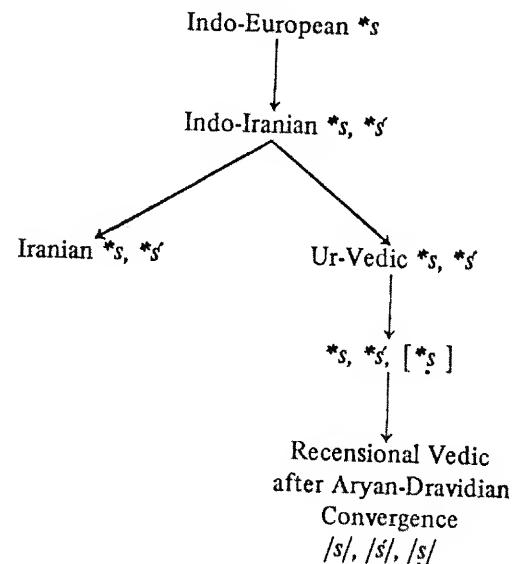 Indo-European *s
Indo-Iranian *s, *ś
Iranian *s, *ś
Ur-Vedic *s, *ś
*s, *ś, [*ṣ ]
Recensional Vedic
after Aryan-Dravidian
Convergence
/s/, /ś/, /ṣ/